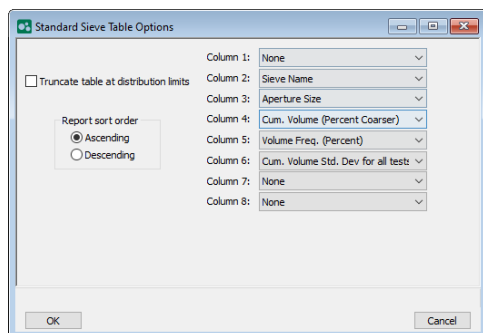 Standard Sieve Table Options
Truncate table at distribution limits
Report sort order
Ascending
Descending
Column 1: None
Column 2: Sieve Name
Column 3: Aperture Size
Column 4: Cum. Volume (Percent Coarser)
Column 5: Volume Freq. (Percent)
Column 6: Cum. Volume Std. Dev for all tests
Column 7: None
Column 8: None
OK
Cancel